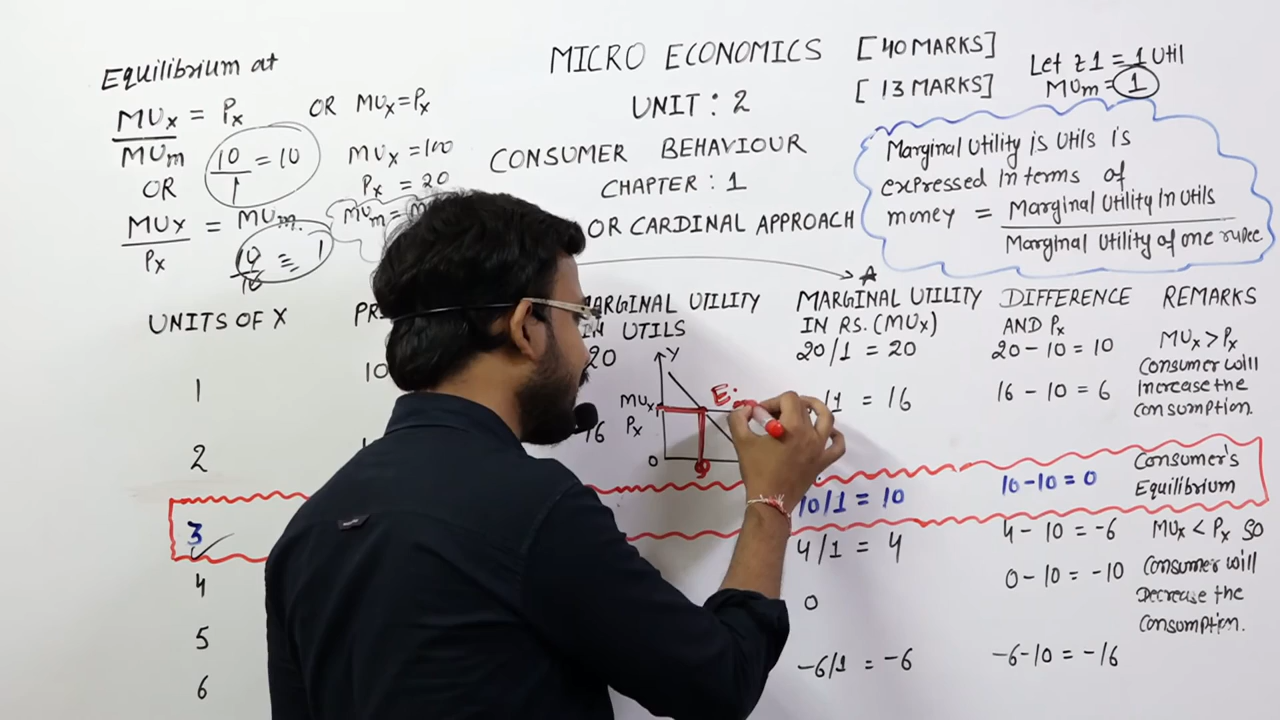 MICRO ECONOMICS [40 MARKS]
UNIT : 2 [13 MARKS]
CONSUMER BEHAVIOUR
CHAPTER : 1
OR CARDINAL APPROACH
Equilibrium at
MUx / MUm = Px OR MUx = Px
10 / 1 = 10
OR
MUx / Px = MUm
MUx = 100
Px = 20
MUm =
Let ₹1 = 1 Util
MUm = 1
Marginal Utility is Utils is
expressed in terms of
money = Marginal Utility In Utils / Marginal Utility of one rupee
A
UNITS OF X
MARGINAL UTILITY
IN UTILS
MARGINAL UTILITY
IN RS. (MUx)
DIFFERENCE
AND Px
REMARKS
1
10
20
20/1 = 20
20 - 10 = 10
MUx > Px
Consumer will
increase the
consumption.
2
16
/1 = 16
16 - 10 = 6
3
10/1 = 10
10-10 = 0
Consumer's
Equilibrium
4
4/1 = 4
4 - 10 = -6
MUx < Px so
Consumer will
Decrease the
consumption.
5
0
0-10 = -10
6
-6/1 = -6
-6-10 = -16
Y
MUx
Px
O
E.